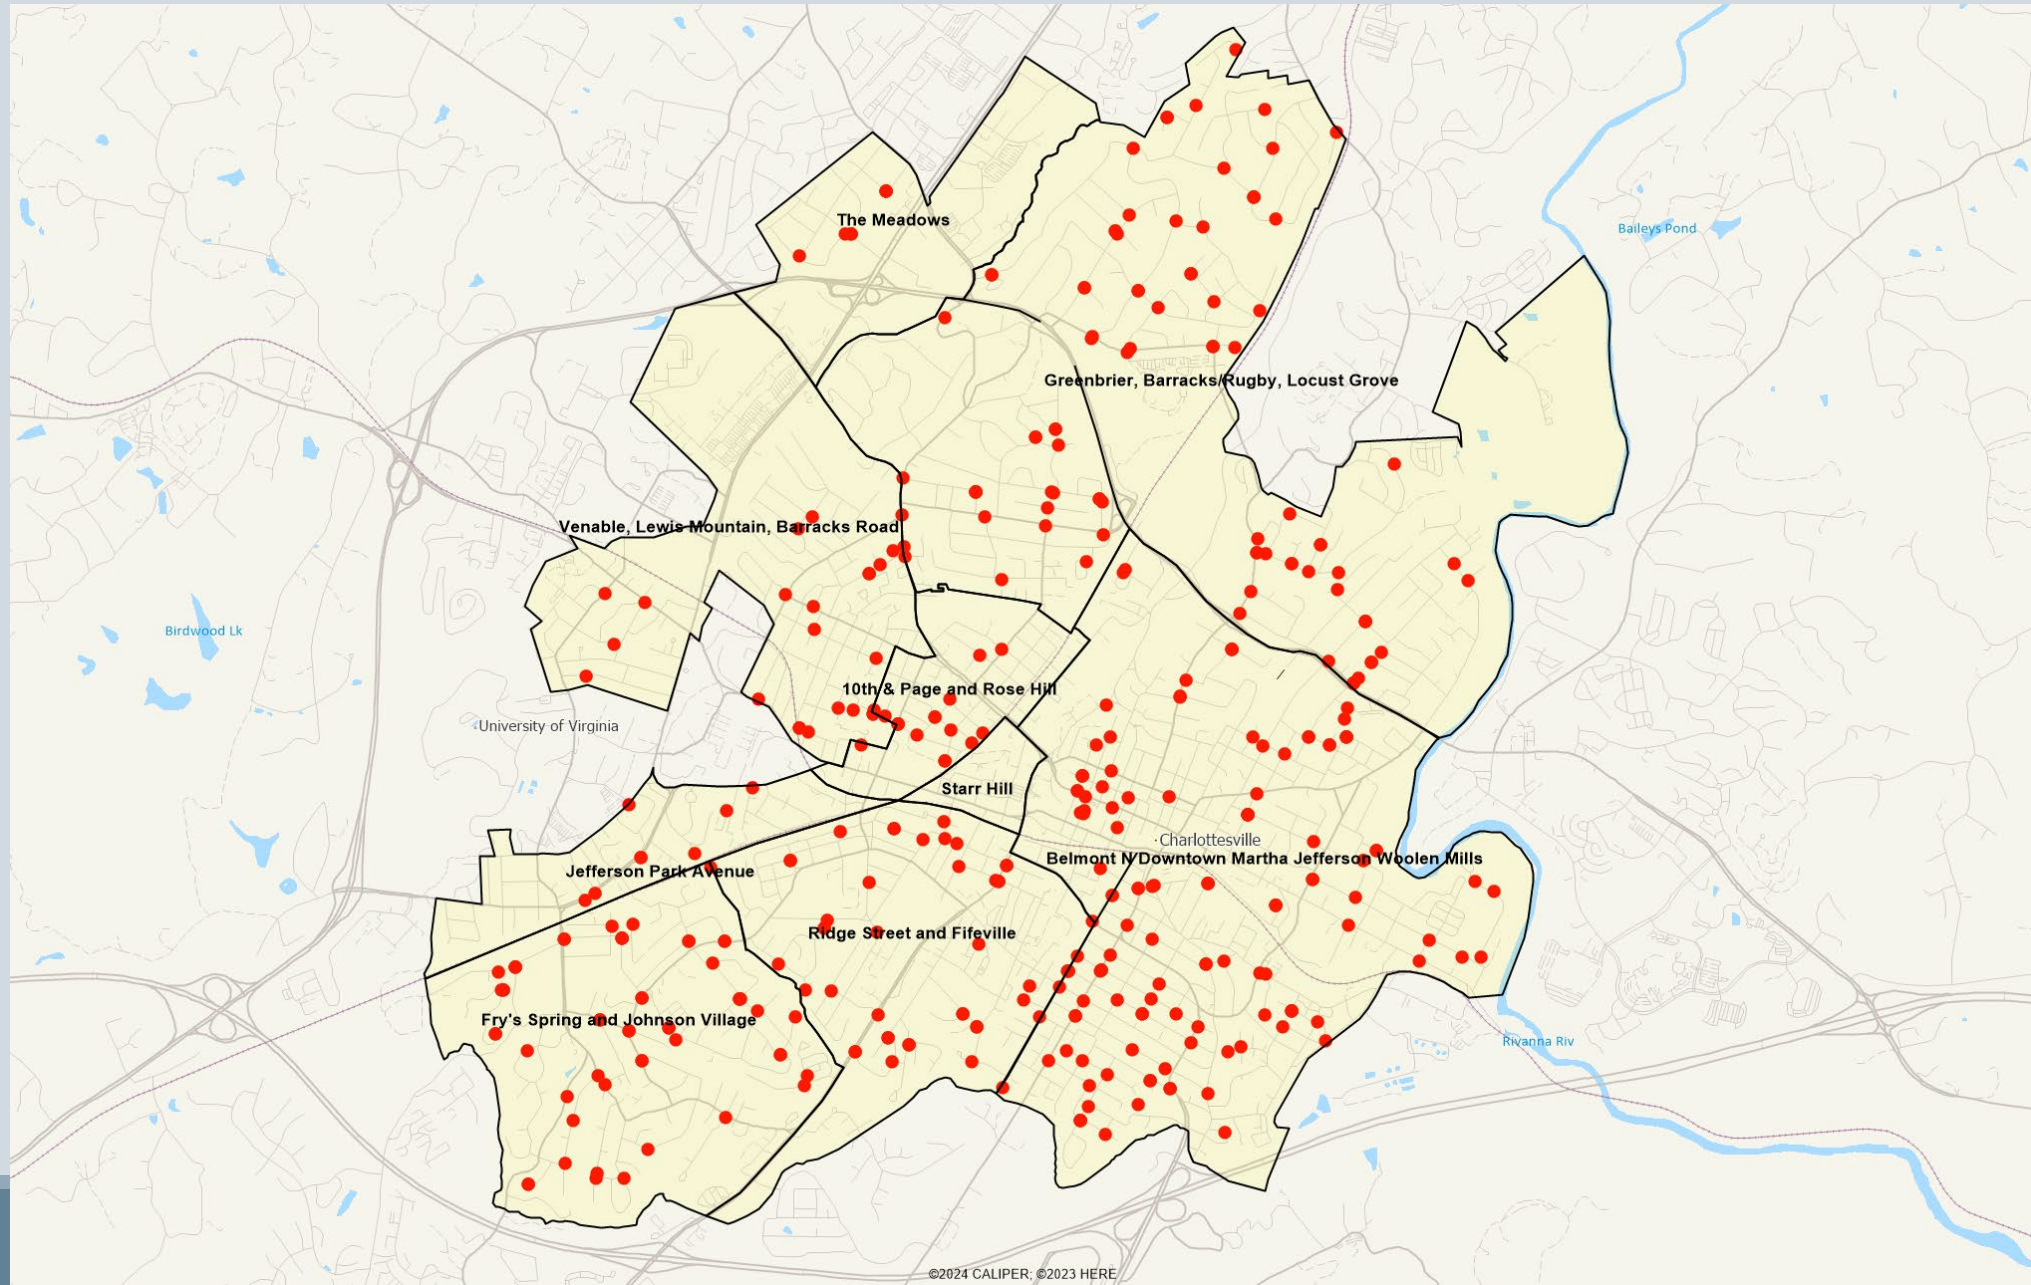 The Meadows
Baileys Pond
Greenbrier, Barracks/Rugby, Locust Grove
Venable, Lewis Mountain, Barracks Road
Birdwood Lk
10th & Page and Rose Hill
University of Virginia
Starr Hill
Charlottesville
Belmont N Downtown Martha Jefferson Woolen Mills
Jefferson Park Avenue
Ridge Street and Fifeville
Fry's Spring and Johnson Village
Rivanna Riv
©2024 CALIPER; ©2023 HERE